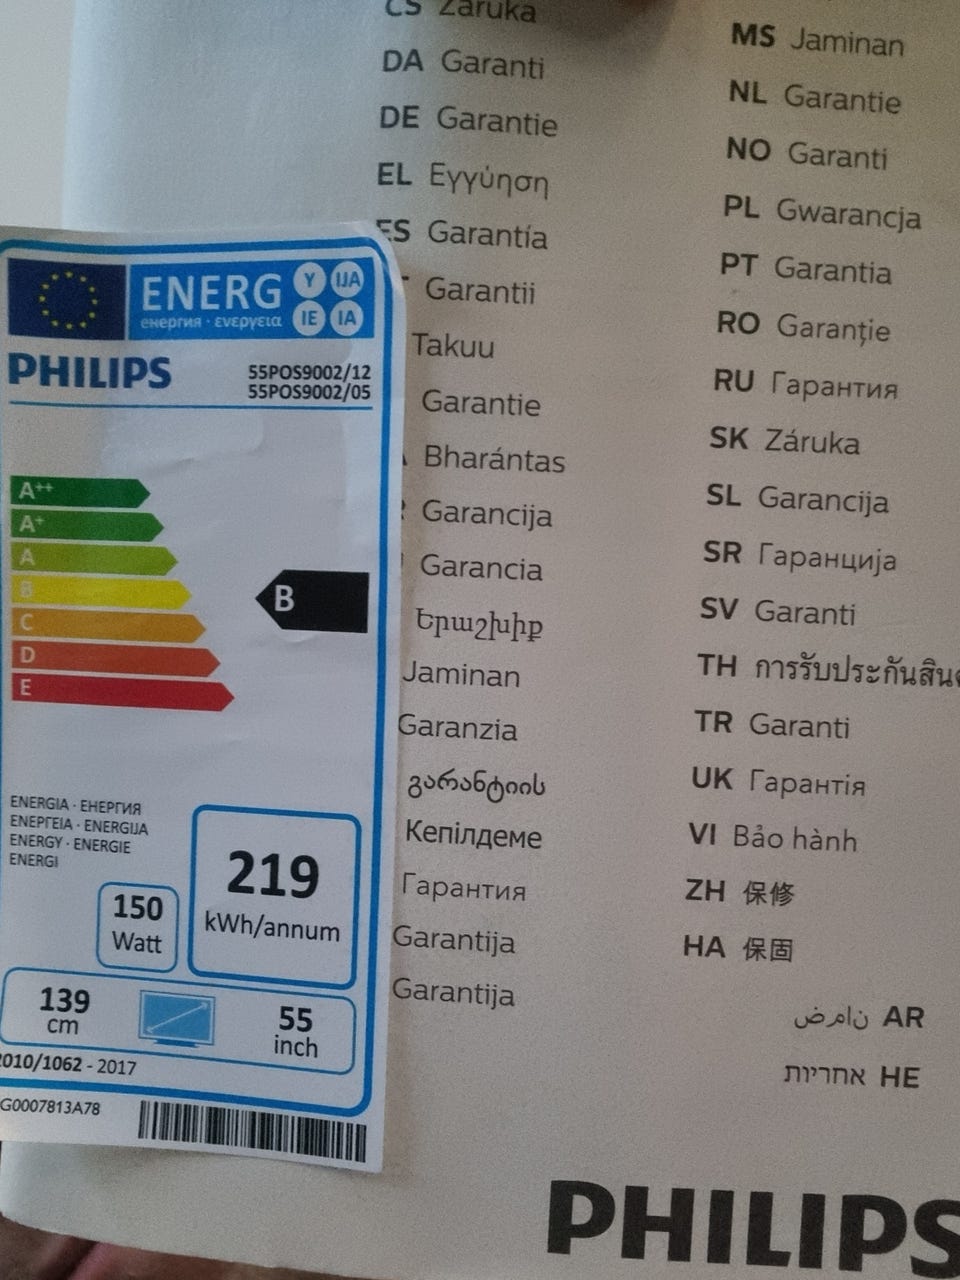 CS Záruka
DA Garanti
DE Garantie
EL Εγγύηση
ES Garantía
Garantii
Takuu
Garantie
Bharántas
Garancija
Garancia
Երաշխիք
Jaminan
Garanzia
გარანტიის
Кепілдеме
Гарантия
Garantija
Garantija
MS Jaminan
NL Garantie
NO Garanti
PL Gwarancja
PT Garantia
RO Garanție
RU Гарантия
SK Záruka
SL Garancija
SR Гаранција
SV Garanti
TH การรับประกันสิน
TR Garanti
UK Гарантія
VI Bảo hành
ZH 保修
HA 保固
ضمان AR
אחריות HE
PHILIPS
ENERG Y IJA
енергия · ενεργεια IE IA
PHILIPS 55POS9002/12
55POS9002/05
A++
A+
A
B
C
D
E
B
ENERGIA · ЕНЕРГИЯ
ΕΝΕΡΓΕΙΑ · ENERGIJA
ENERGY · ENERGIE
ENERGI
219
kWh/annum
150
Watt
139
cm
55
inch
2010/1062 - 2017
G0007813A78